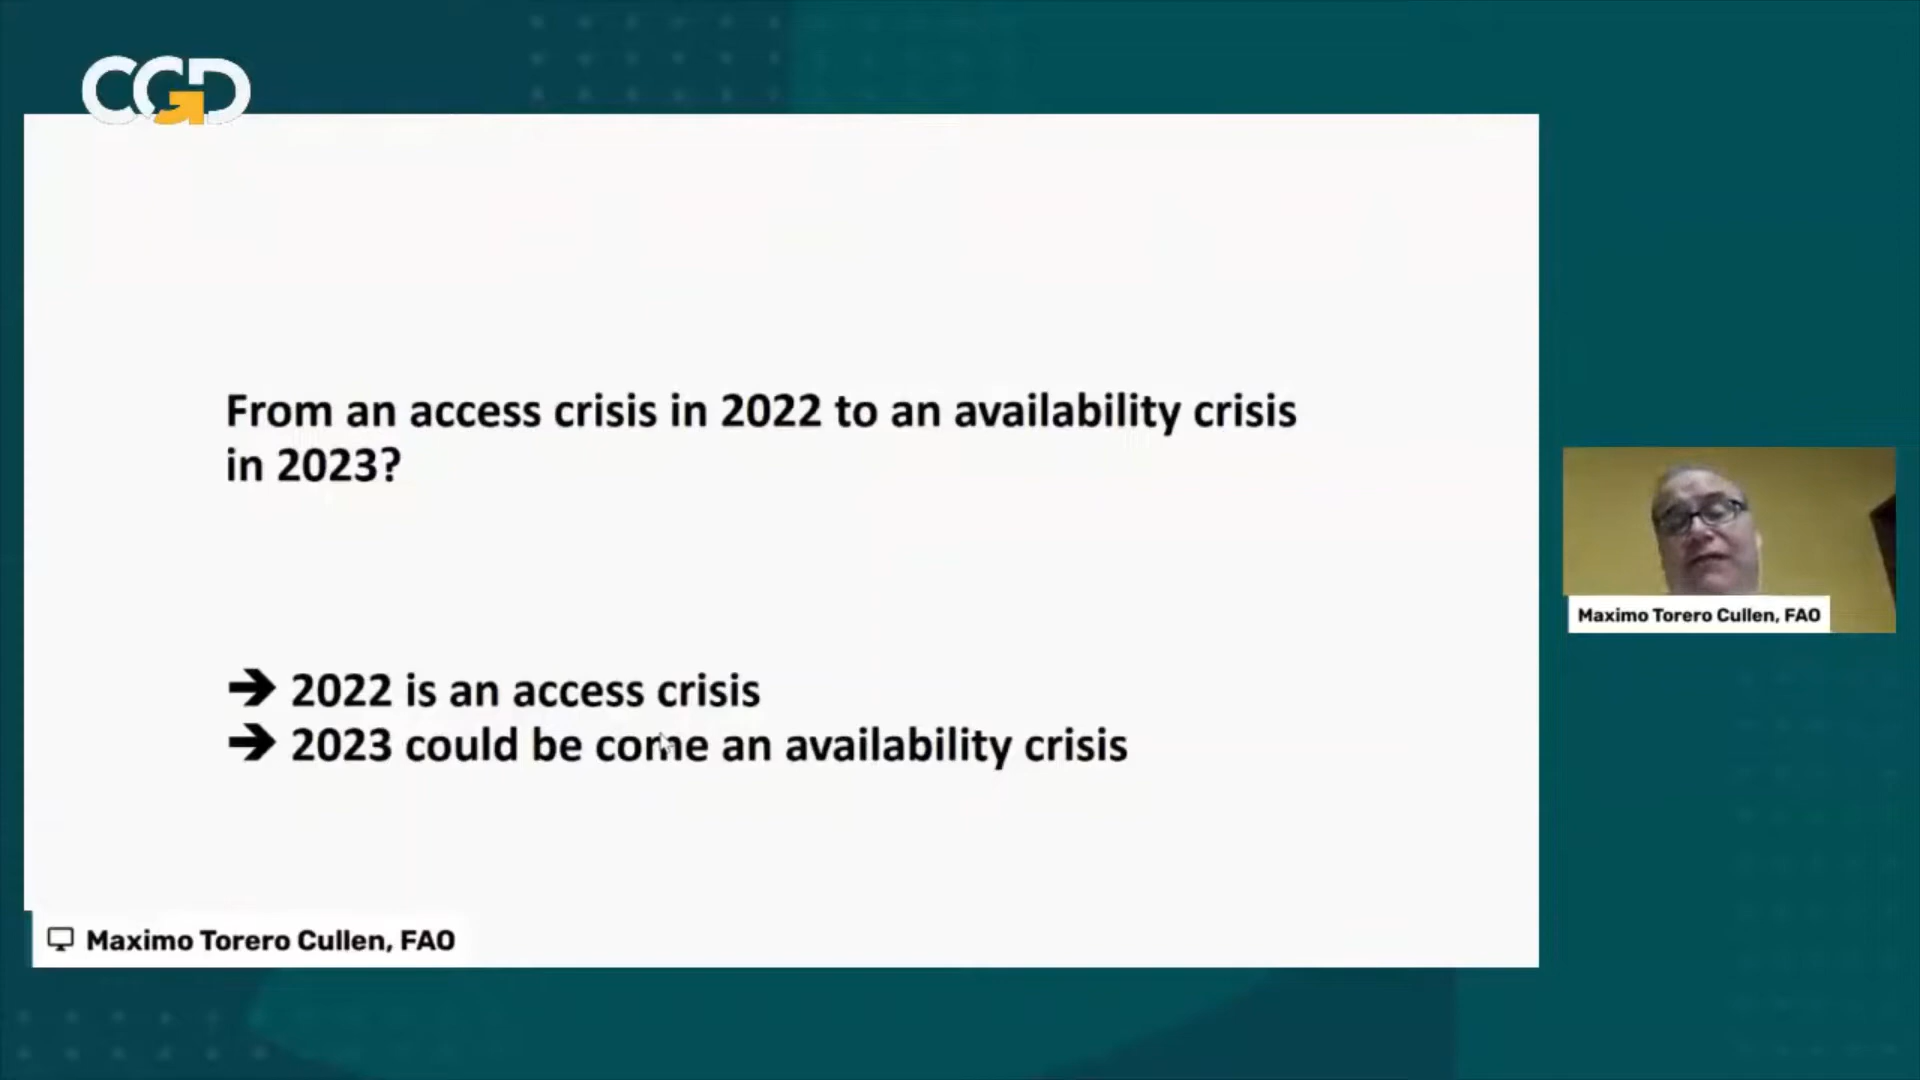 CGD
From an access crisis in 2022 to an availability crisis
in 2023?
➔ 2022 is an access crisis
➔ 2023 could be come an availability crisis
Maximo Torero Cullen, FAO
Maximo Torero Cullen, FAO